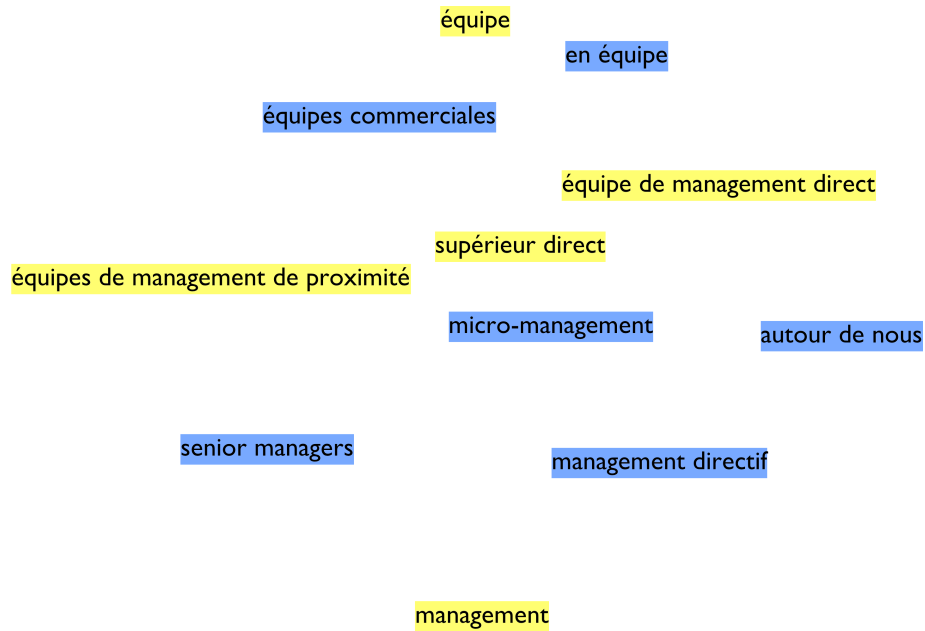 équipe
en équipe
équipes commerciales
équipe de management direct
supérieur direct
équipes de management de proximité
micro-management
autour de nous
senior managers
management directif
management